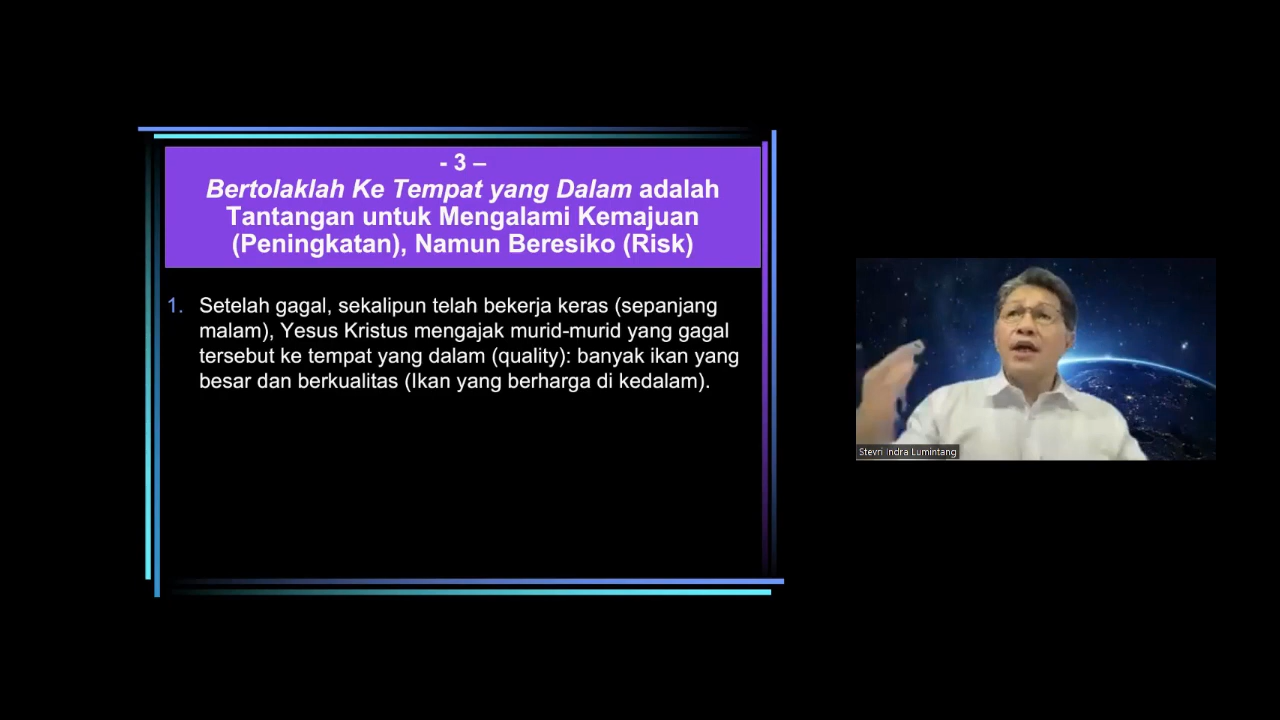 - 3 –
Bertolaklah Ke Tempat yang Dalam adalah
Tantangan untuk Mengalami Kemajuan
(Peningkatan), Namun Beresiko (Risk)
1. Setelah gagal, sekalipun telah bekerja keras (sepanjang
malam), Yesus Kristus mengajak murid-murid yang gagal
tersebut ke tempat yang dalam (quality): banyak ikan yang
besar dan berkualitas (Ikan yang berharga di kedalam).
Stevri Indra Lumintang